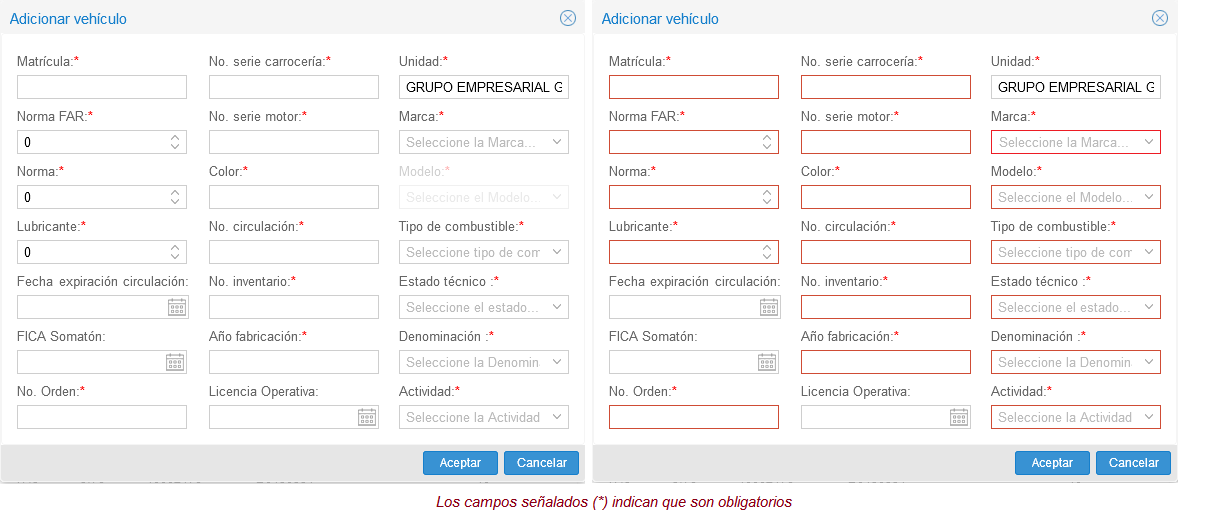 Adicionar vehículo
Matrícula:* No. serie carrocería:* Unidad:*
GRUPO EMPRESARIAL G
Norma FAR:* No. serie motor:* Marca:*
0 Seleccione la Marca...
Norma:* Color:* Modelo:*
0 Seleccione el Modelo...
Lubricante:* No. circulación:* Tipo de combustible:*
0 Seleccione tipo de com
Fecha expiración circulación: No. inventario:* Estado técnico :*
Seleccione el estado...
FICA Somatón: Año fabricación:* Denominación :*
Seleccione la Denomin
No. Orden:* Licencia Operativa: Actividad:*
Seleccione la Actividad
Aceptar Cancelar
Adicionar vehículo
Matrícula:* No. serie carrocería:* Unidad:*
GRUPO EMPRESARIAL G
Norma FAR:* No. serie motor:* Marca:*
Seleccione la Marca...
Norma:* Color:* Modelo:*
Seleccione el Modelo...
Lubricante:* No. circulación:* Tipo de combustible:*
Seleccione tipo de com
Fecha expiración circulación: No. inventario:* Estado técnico :*
Seleccione el estado...
FICA Somatón: Año fabricación:* Denominación :*
Seleccione la Denomin
No. Orden:* Licencia Operativa: Actividad:*
Seleccione la Actividad
Aceptar Cancelar
Los campos señalados (*) indican que son obligatorios